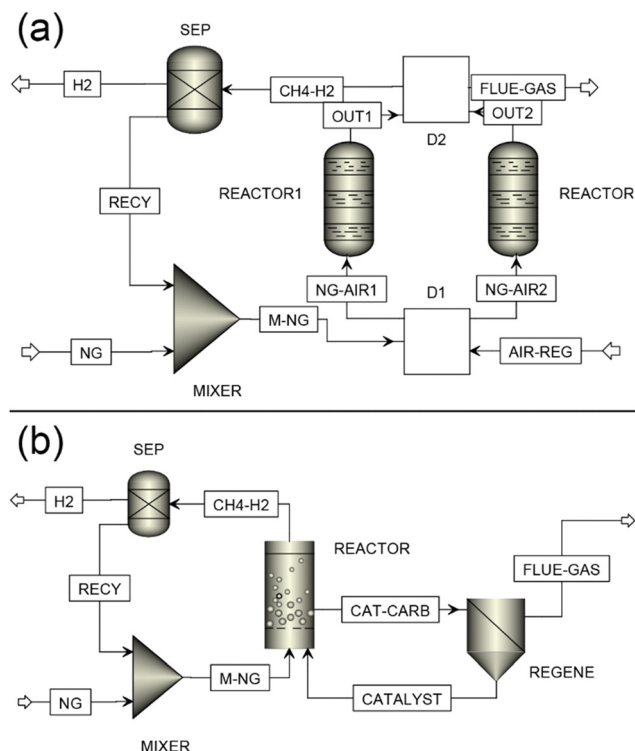 (a)
SEP
H2
CH4-H2
FLUE-GAS
OUT1
OUT2
D2
REACTOR1
REACTOR
RECY
NG-AIR1
D1
NG-AIR2
M-NG
NG
AIR-REG
MIXER
(b)
SEP
H2
CH4-H2
REACTOR
FLUE-GAS
RECY
CAT-CARB
REGENE
M-NG
NG
CATALYST
MIXER